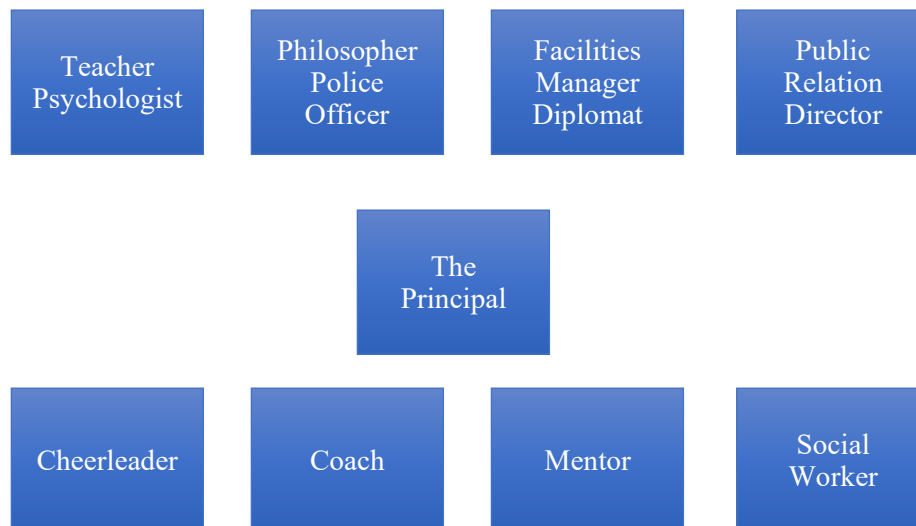 Teacher
Psychologist
Philosopher
Police
Officer
Facilities
Manager
Diplomat
Public
Relation
Director
The
Principal
Cheerleader
Coach
Mentor
Social
Worker